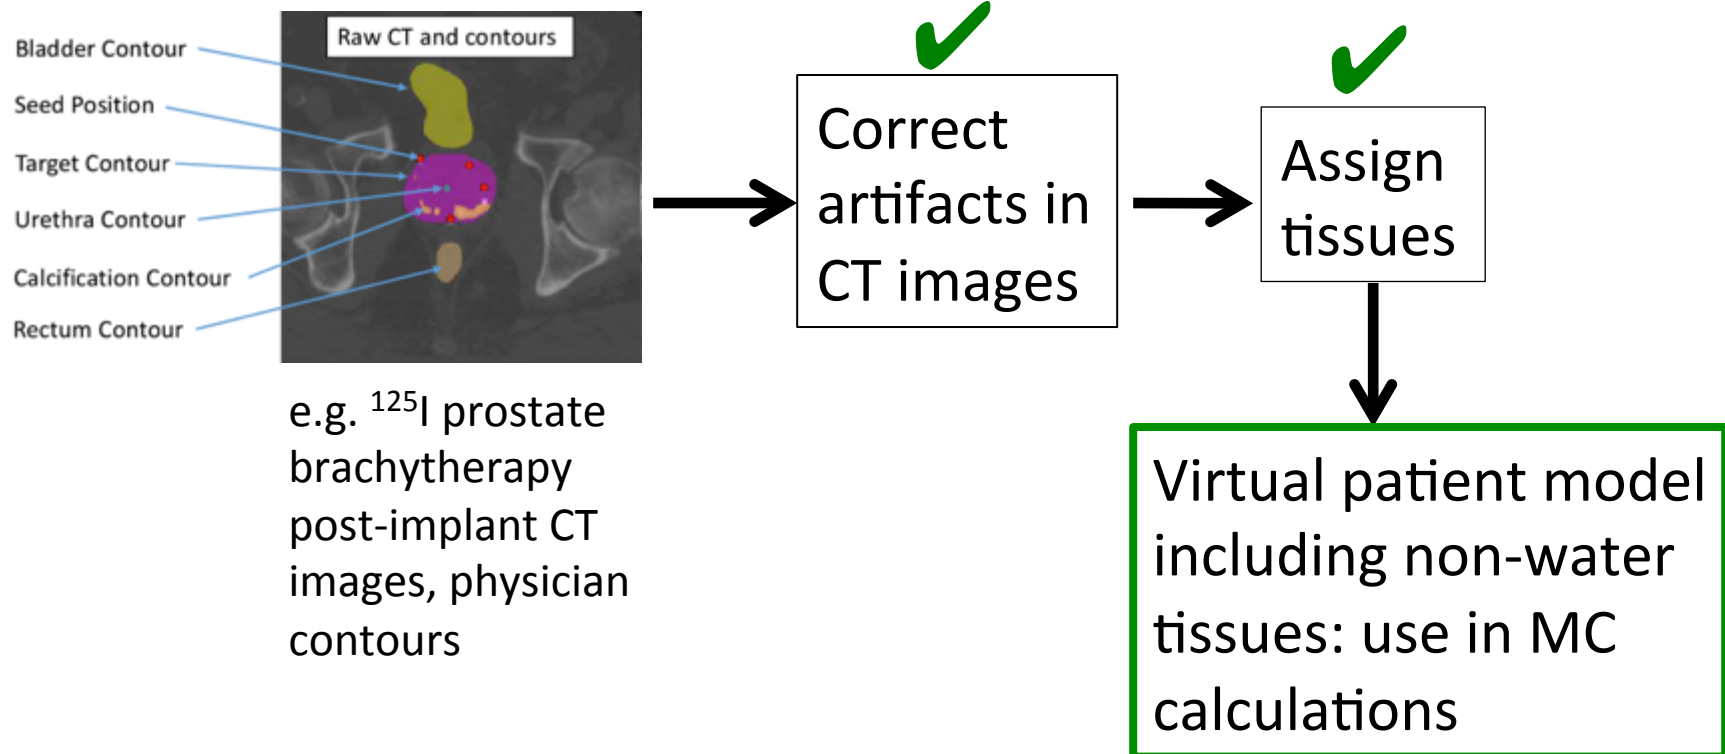 Raw CT and contours
Bladder Contour
Seed Position
Target Contour
Urethra Contour
Calcification Contour
Rectum Contour
e.g. ¹²⁵I prostate
brachytherapy
post-implant CT
images, physician
contours
✔
Correct
artifacts in
CT images
✔
Assign
tissues
Virtual patient model
including non-water
tissues: use in MC
calculations